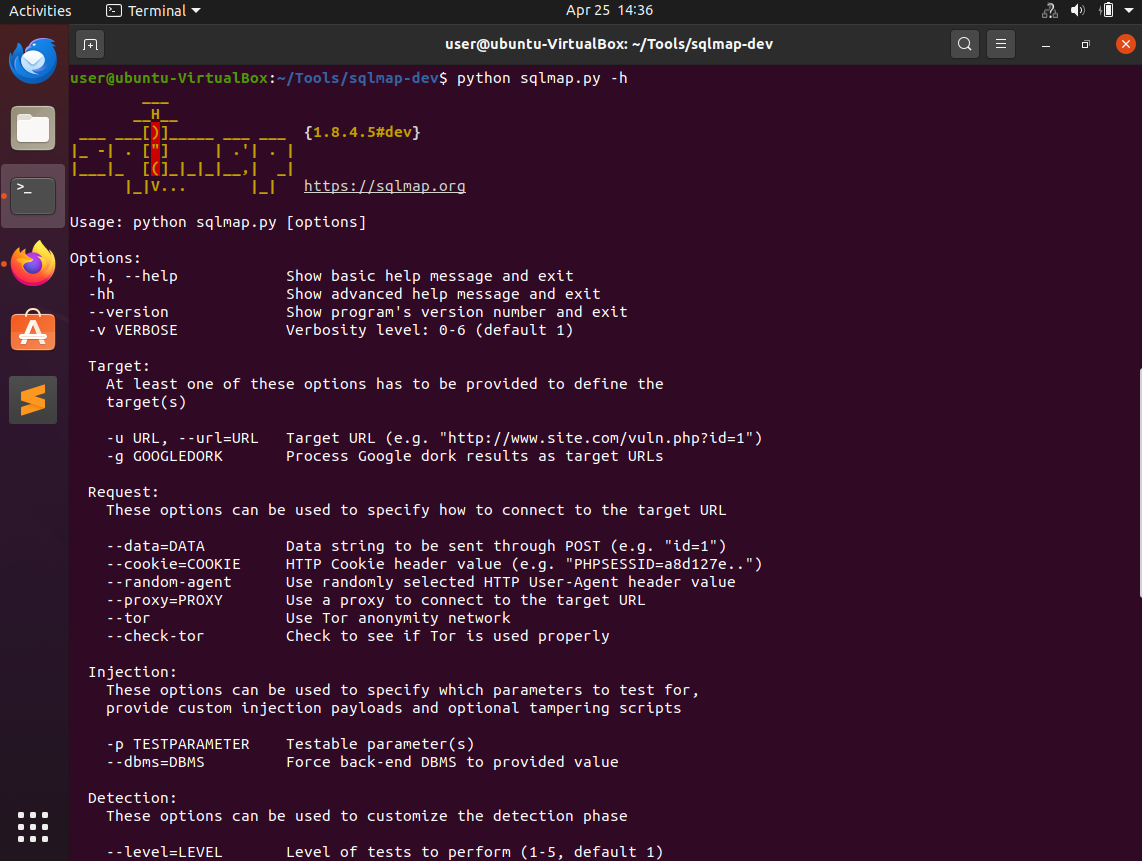 Activities
Terminal
Apr 25 14:36
user@ubuntu-VirtualBox: ~/Tools/sqlmap-dev
user@ubuntu-VirtualBox:~/Tools/sqlmap-dev$ python sqlmap.py -h
        ___
       __H__
 ___ ___[)]_____ ___ ___  {1.8.4.5#dev}
|_ -| . ["]     | .'| . |
|___|_  [(]_|_|_|__,|  _|
      |_|V...       |_|   https://sqlmap.org
Usage: python sqlmap.py [options]
Options:
  -h, --help            Show basic help message and exit
  -hh                   Show advanced help message and exit
  --version             Show program's version number and exit
  -v VERBOSE            Verbosity level: 0-6 (default 1)
  Target:
    At least one of these options has to be provided to define the
    target(s)
    -u URL, --url=URL   Target URL (e.g. "http://www.site.com/vuln.php?id=1")
    -g GOOGLEDORK       Process Google dork results as target URLs
  Request:
    These options can be used to specify how to connect to the target URL
    --data=DATA         Data string to be sent through POST (e.g. "id=1")
    --cookie=COOKIE     HTTP Cookie header value (e.g. "PHPSESSID=a8d127e..")
    --random-agent      Use randomly selected HTTP User-Agent header value
    --proxy=PROXY       Use a proxy to connect to the target URL
    --tor               Use Tor anonymity network
    --check-tor         Check to see if Tor is used properly
  Injection:
    These options can be used to specify which parameters to test for,
    provide custom injection payloads and optional tampering scripts
    -p TESTPARAMETER    Testable parameter(s)
    --dbms=DBMS         Force back-end DBMS to provided value
  Detection:
    These options can be used to customize the detection phase
    --level=LEVEL       Level of tests to perform (1-5, default 1)